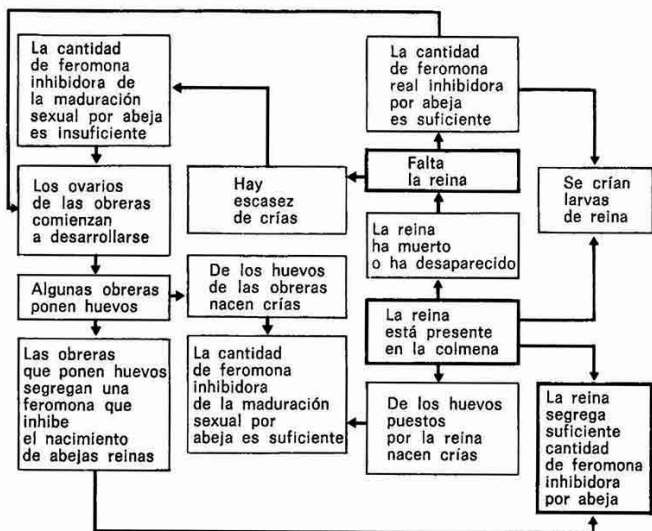 La cantidad
de feromona
inhibidora de
la maduración
sexual por abeja
es insuficiente
La cantidad
de feromona
real inhibidora
por abeja
es suficiente
Los ovarios
de las obreras
comienzan
a desarrollarse
Hay
escasez
de crías
Falta
la reina
Se crían
larvas
de reina
La reina
ha muerto
o ha desaparecido
Algunas obreras
ponen huevos
De los huevos
de las obreras
nacen crías
La reina
está presente
en la colmena
Las obreras
que ponen huevos
segregan una
feromona que
inhibe
el nacimiento
de abejas reinas
La cantidad
de feromona
inhibidora
de la maduración
sexual por
abeja es suficiente
De los huevos
puestos
por la reina
nacen crías
La reina
segrega
suficiente
cantidad
de feromona
inhibidora
por abeja